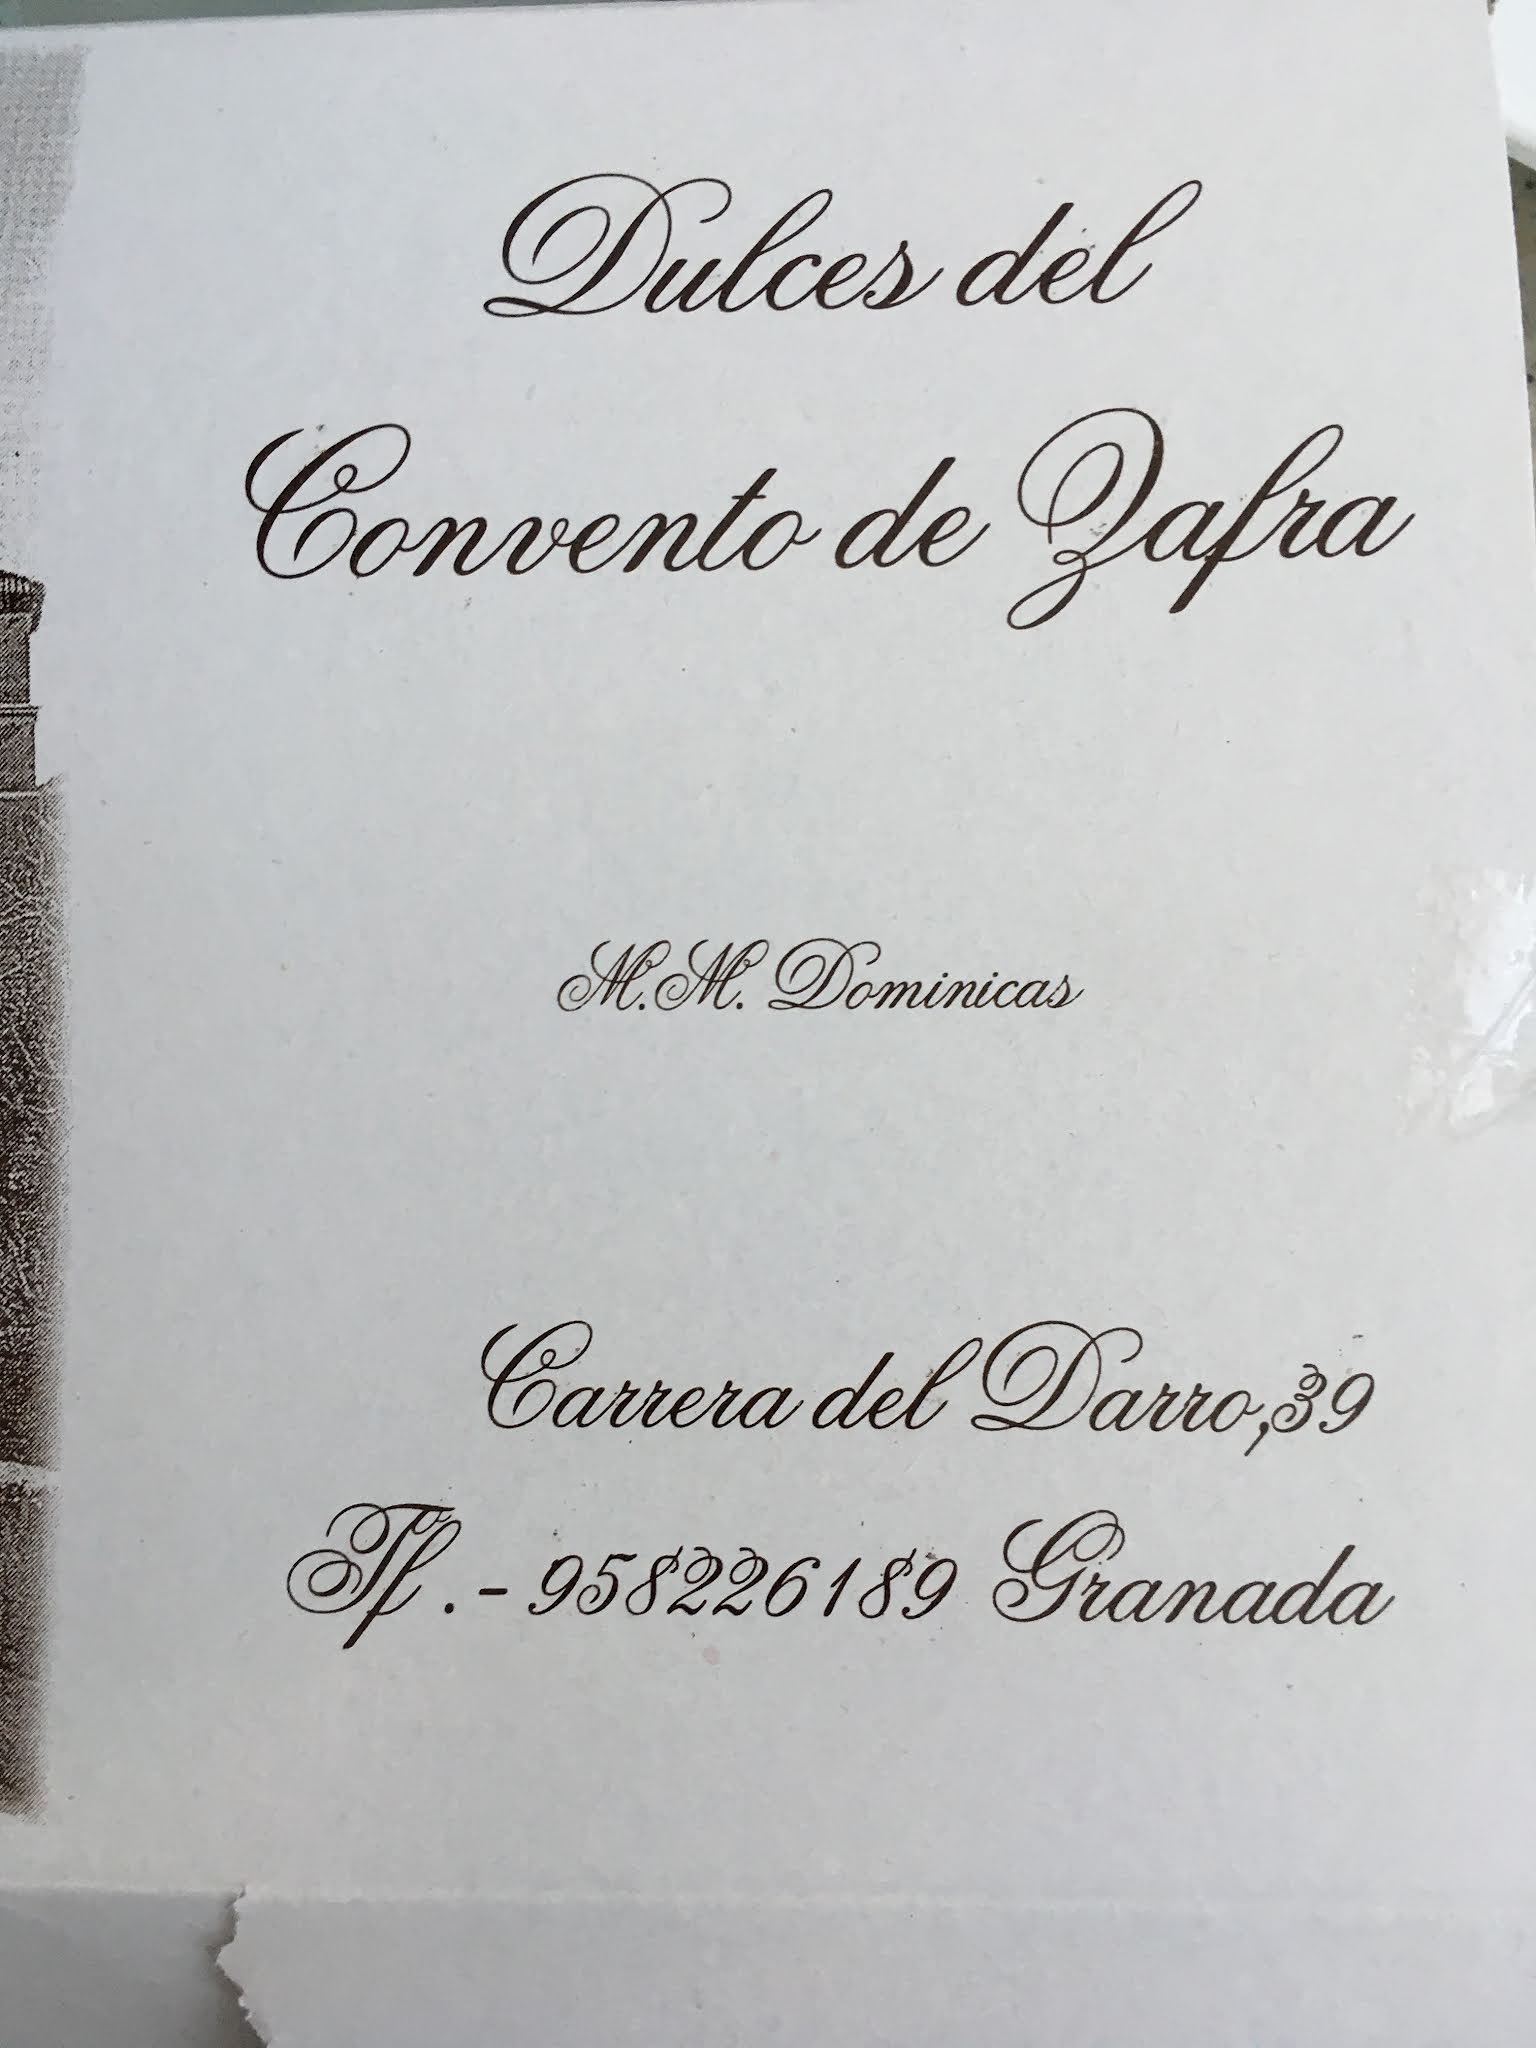 Dulces del
Convento de Zafra
M.M. Dominicas
Carrera del Darro,39
Tf.- 958226189 Granada